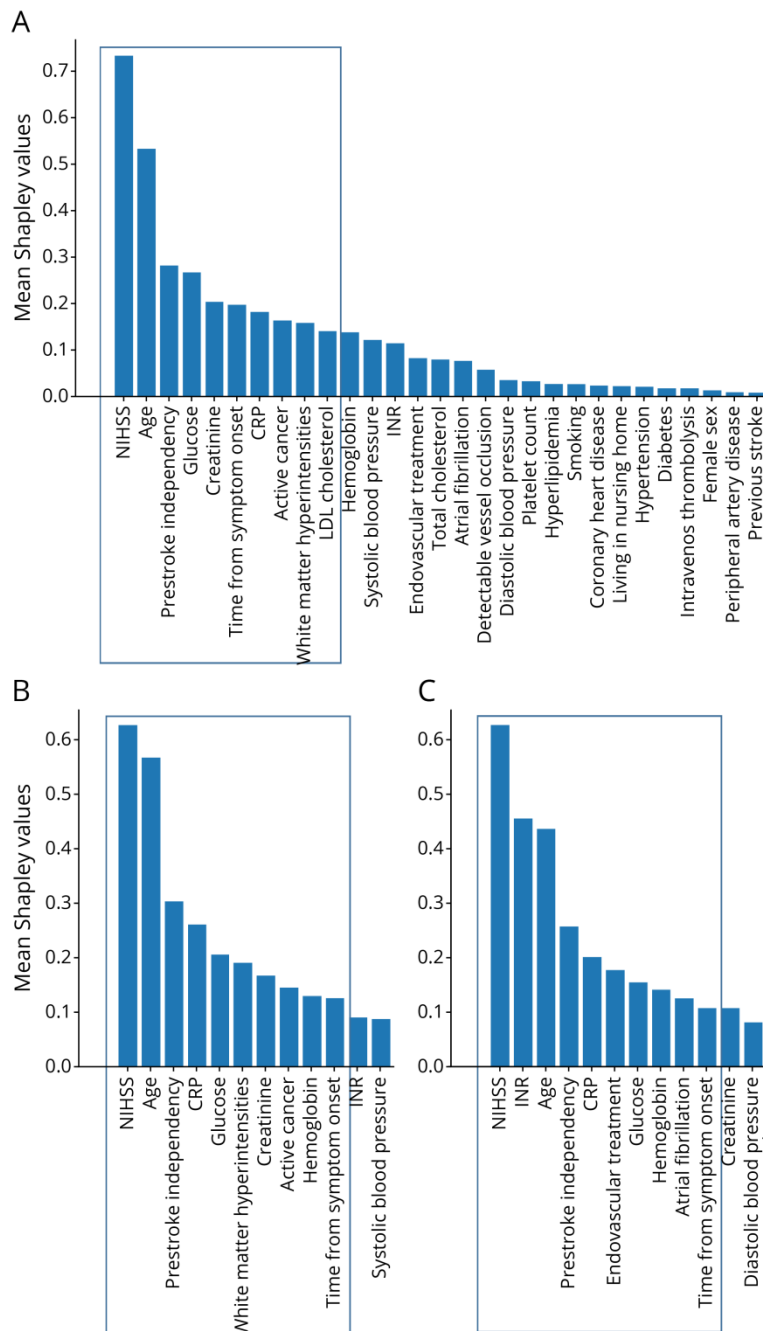 A
Mean Shapley values
0.7
0.6
0.5
0.4
0.3
0.2
0.1
0.0
NIHSS
Age
Prestroke independency
Glucose
Creatinine
Time from symptom onset
CRP
Active cancer
White matter hyperintensities
LDL cholesterol
Hemoglobin
Systolic blood pressure
INR
Endovascular treatment
Total cholesterol
Atrial fibrillation
Detectable vessel occlusion
Diastolic blood pressure
Platelet count
Hyperlipidemia
Smoking
Coronary heart disease
Living in nursing home
Hypertension
Diabetes
Intravenos thrombolysis
Female sex
Peripheral artery disease
Previous stroke
B
Mean Shapley values
0.6
0.5
0.4
0.3
0.2
0.1
0.0
NIHSS
Age
Prestroke independency
CRP
Glucose
White matter hyperintensities
Creatinine
Active cancer
Hemoglobin
Time from symptom onset
INR
Systolic blood pressure
C
0.6
0.5
0.4
0.3
0.2
0.1
0.0
NIHSS
INR
Age
Prestroke independency
CRP
Endovascular treatment
Glucose
Hemoglobin
Atrial fibrillation
Time from symptom onset
Creatinine
Diastolic blood pressure